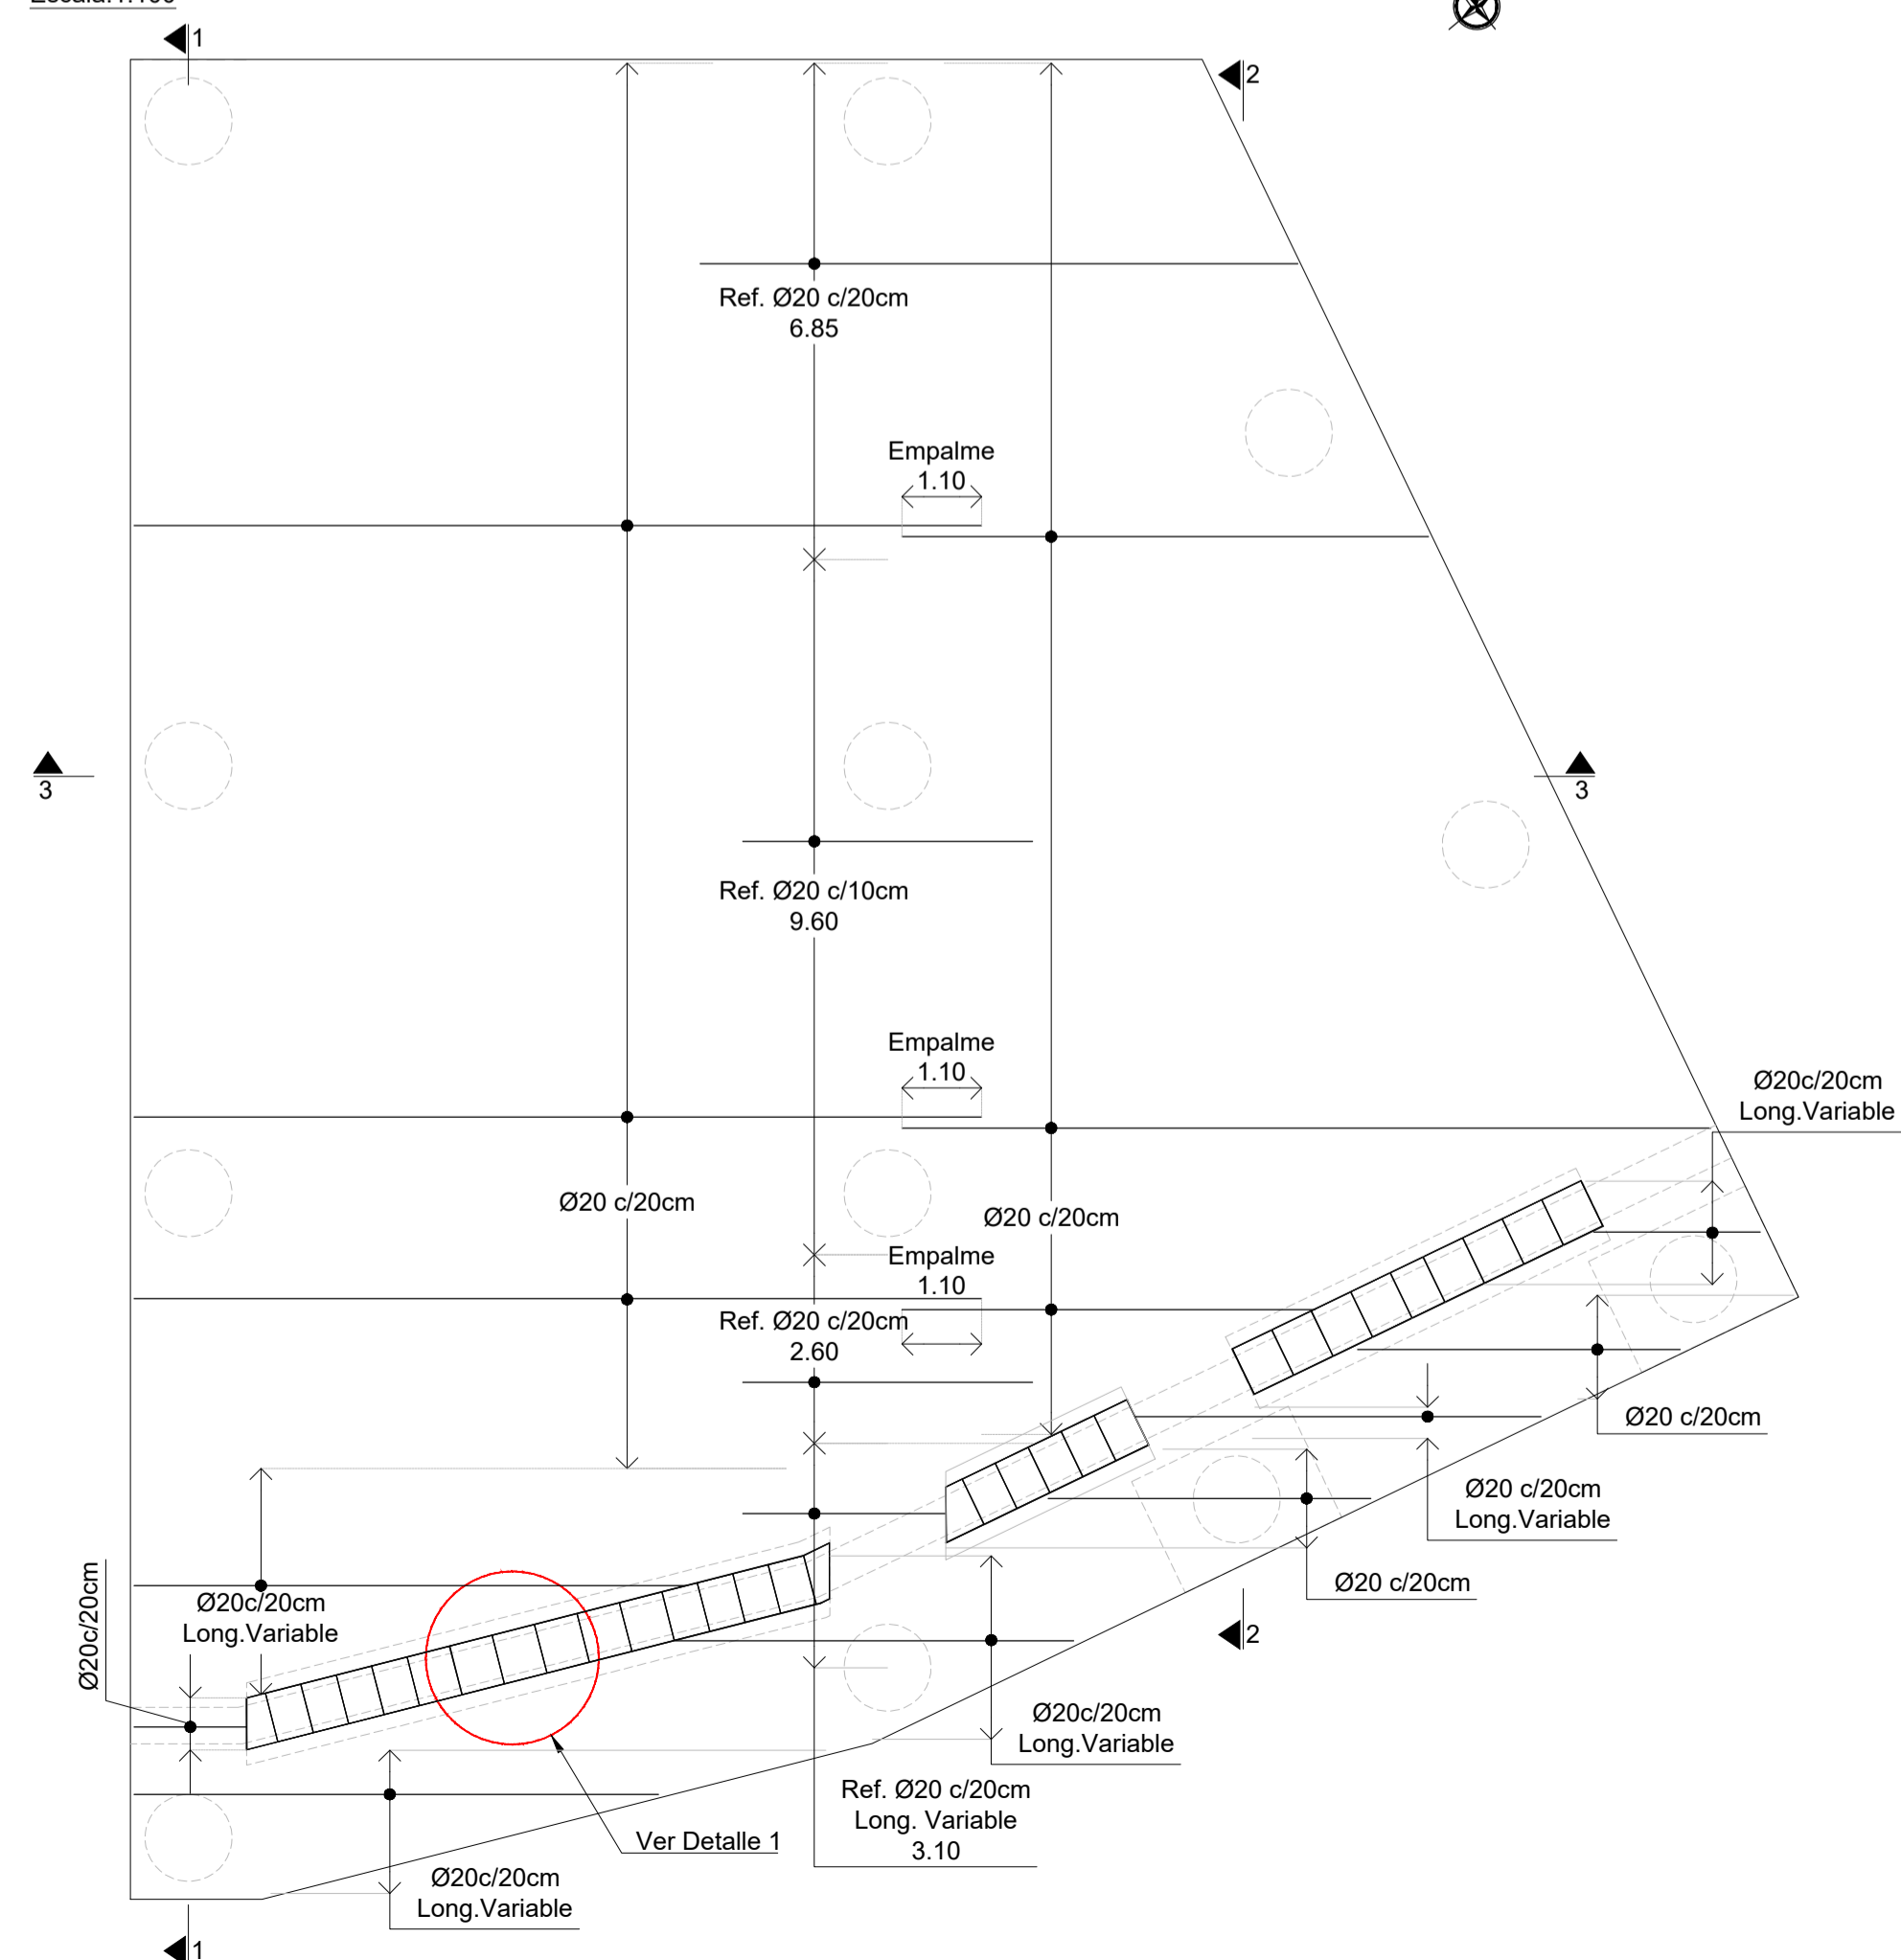 Escala:1:100
1
2
Ref. Ø20 c/20cm
6.85
Empalme
1.10
3
3
Ref. Ø20 c/10cm
9.60
Empalme
1.10
Ø20c/20cm
Long.Variable
Ø20 c/20cm
Ø20 c/20cm
Empalme
1.10
Ref. Ø20 c/20cm
2.60
Ø20 c/20cm
Ø20 c/20cm
Long.Variable
Ø20 c/20cm
Ø20c/20cm
Ø20c/20cm
Long.Variable
2
Ø20c/20cm
Long.Variable
Ref. Ø20 c/20cm
Long. Variable
3.10
Ver Detalle 1
Ø20c/20cm
Long.Variable
1